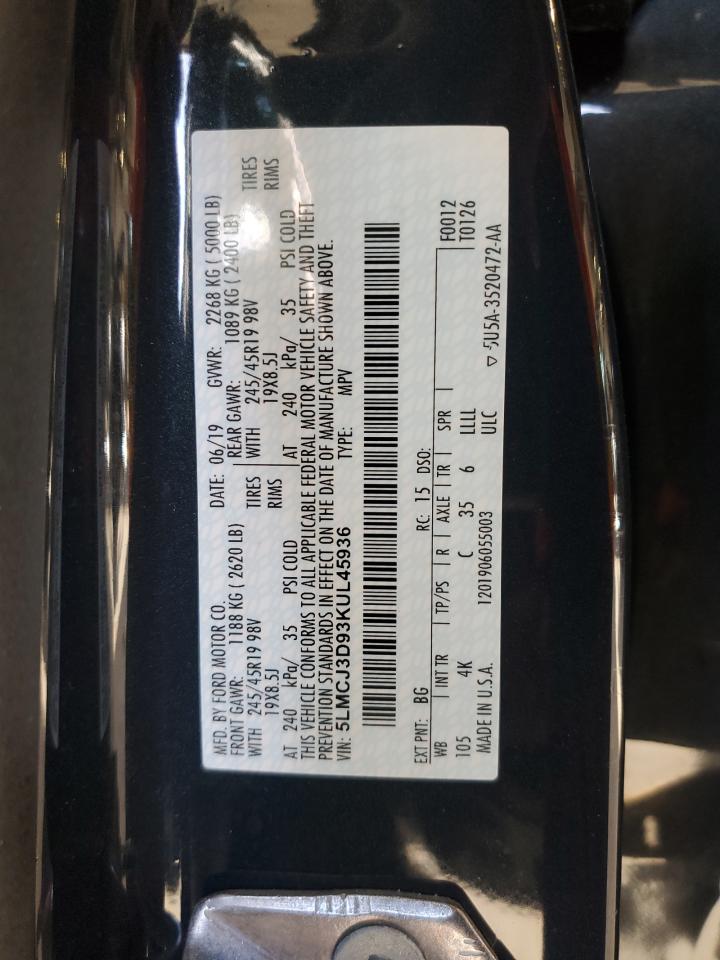 MFD. BY FORD MOTOR CO. DATE: 06/19 GVWR: 2268 KG ( 5000 LB)
FRONT GAWR: 1188 KG ( 2620 LB) REAR GAWR: 1089 KG ( 2400 LB)
WITH 245/45R19 98V TIRES WITH 245/45R19 98V TIRES
19X8.5J RIMS 19X8.5J RIMS
AT 240 kPa/ 35 PSI COLD AT 240 kPa/ 35 PSI COLD
THIS VEHICLE CONFORMS TO ALL APPLICABLE FEDERAL MOTOR VEHICLE SAFETY AND THEFT
PREVENTION STANDARDS IN EFFECT ON THE DATE OF MANUFACTURE SHOWN ABOVE.
VIN: 5LMCJ3D93KUL45936 TYPE: MPV
EXT PNT: BG RC: 15 DSO:
WB INT TR TP/PS R AXLE TR SPR F0012
105 4K C 35 6 LLLL T0126
MADE IN U.S.A. 1201906055003 ULC 5U5A-3520472-AA